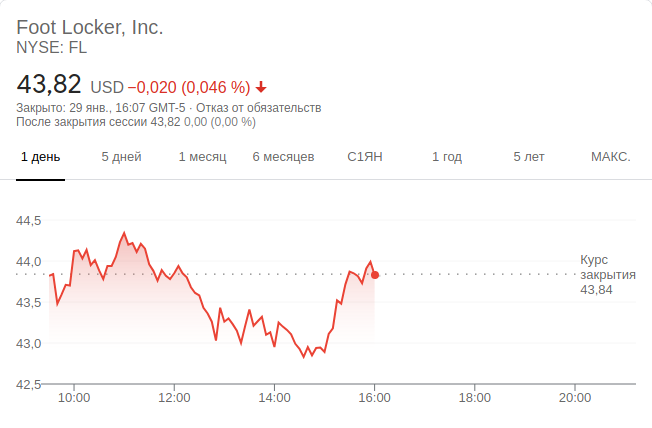 Foot Locker, Inc.
NYSE: FL
43,82 USD −0,020 (0,046 %)
Закрыто: 29 янв., 16:07 GMT-5 · Отказ от обязательств
После закрытия сессии 43,82 0,00 (0,00 %)
1 день 5 дней 1 месяц 6 месяцев С1ЯН 1 год 5 лет МАКС.
44,5
44,0
43,5
43,0
42,5
Курс
закрытия
43,84
10:00 12:00 14:00 16:00 18:00 20:00